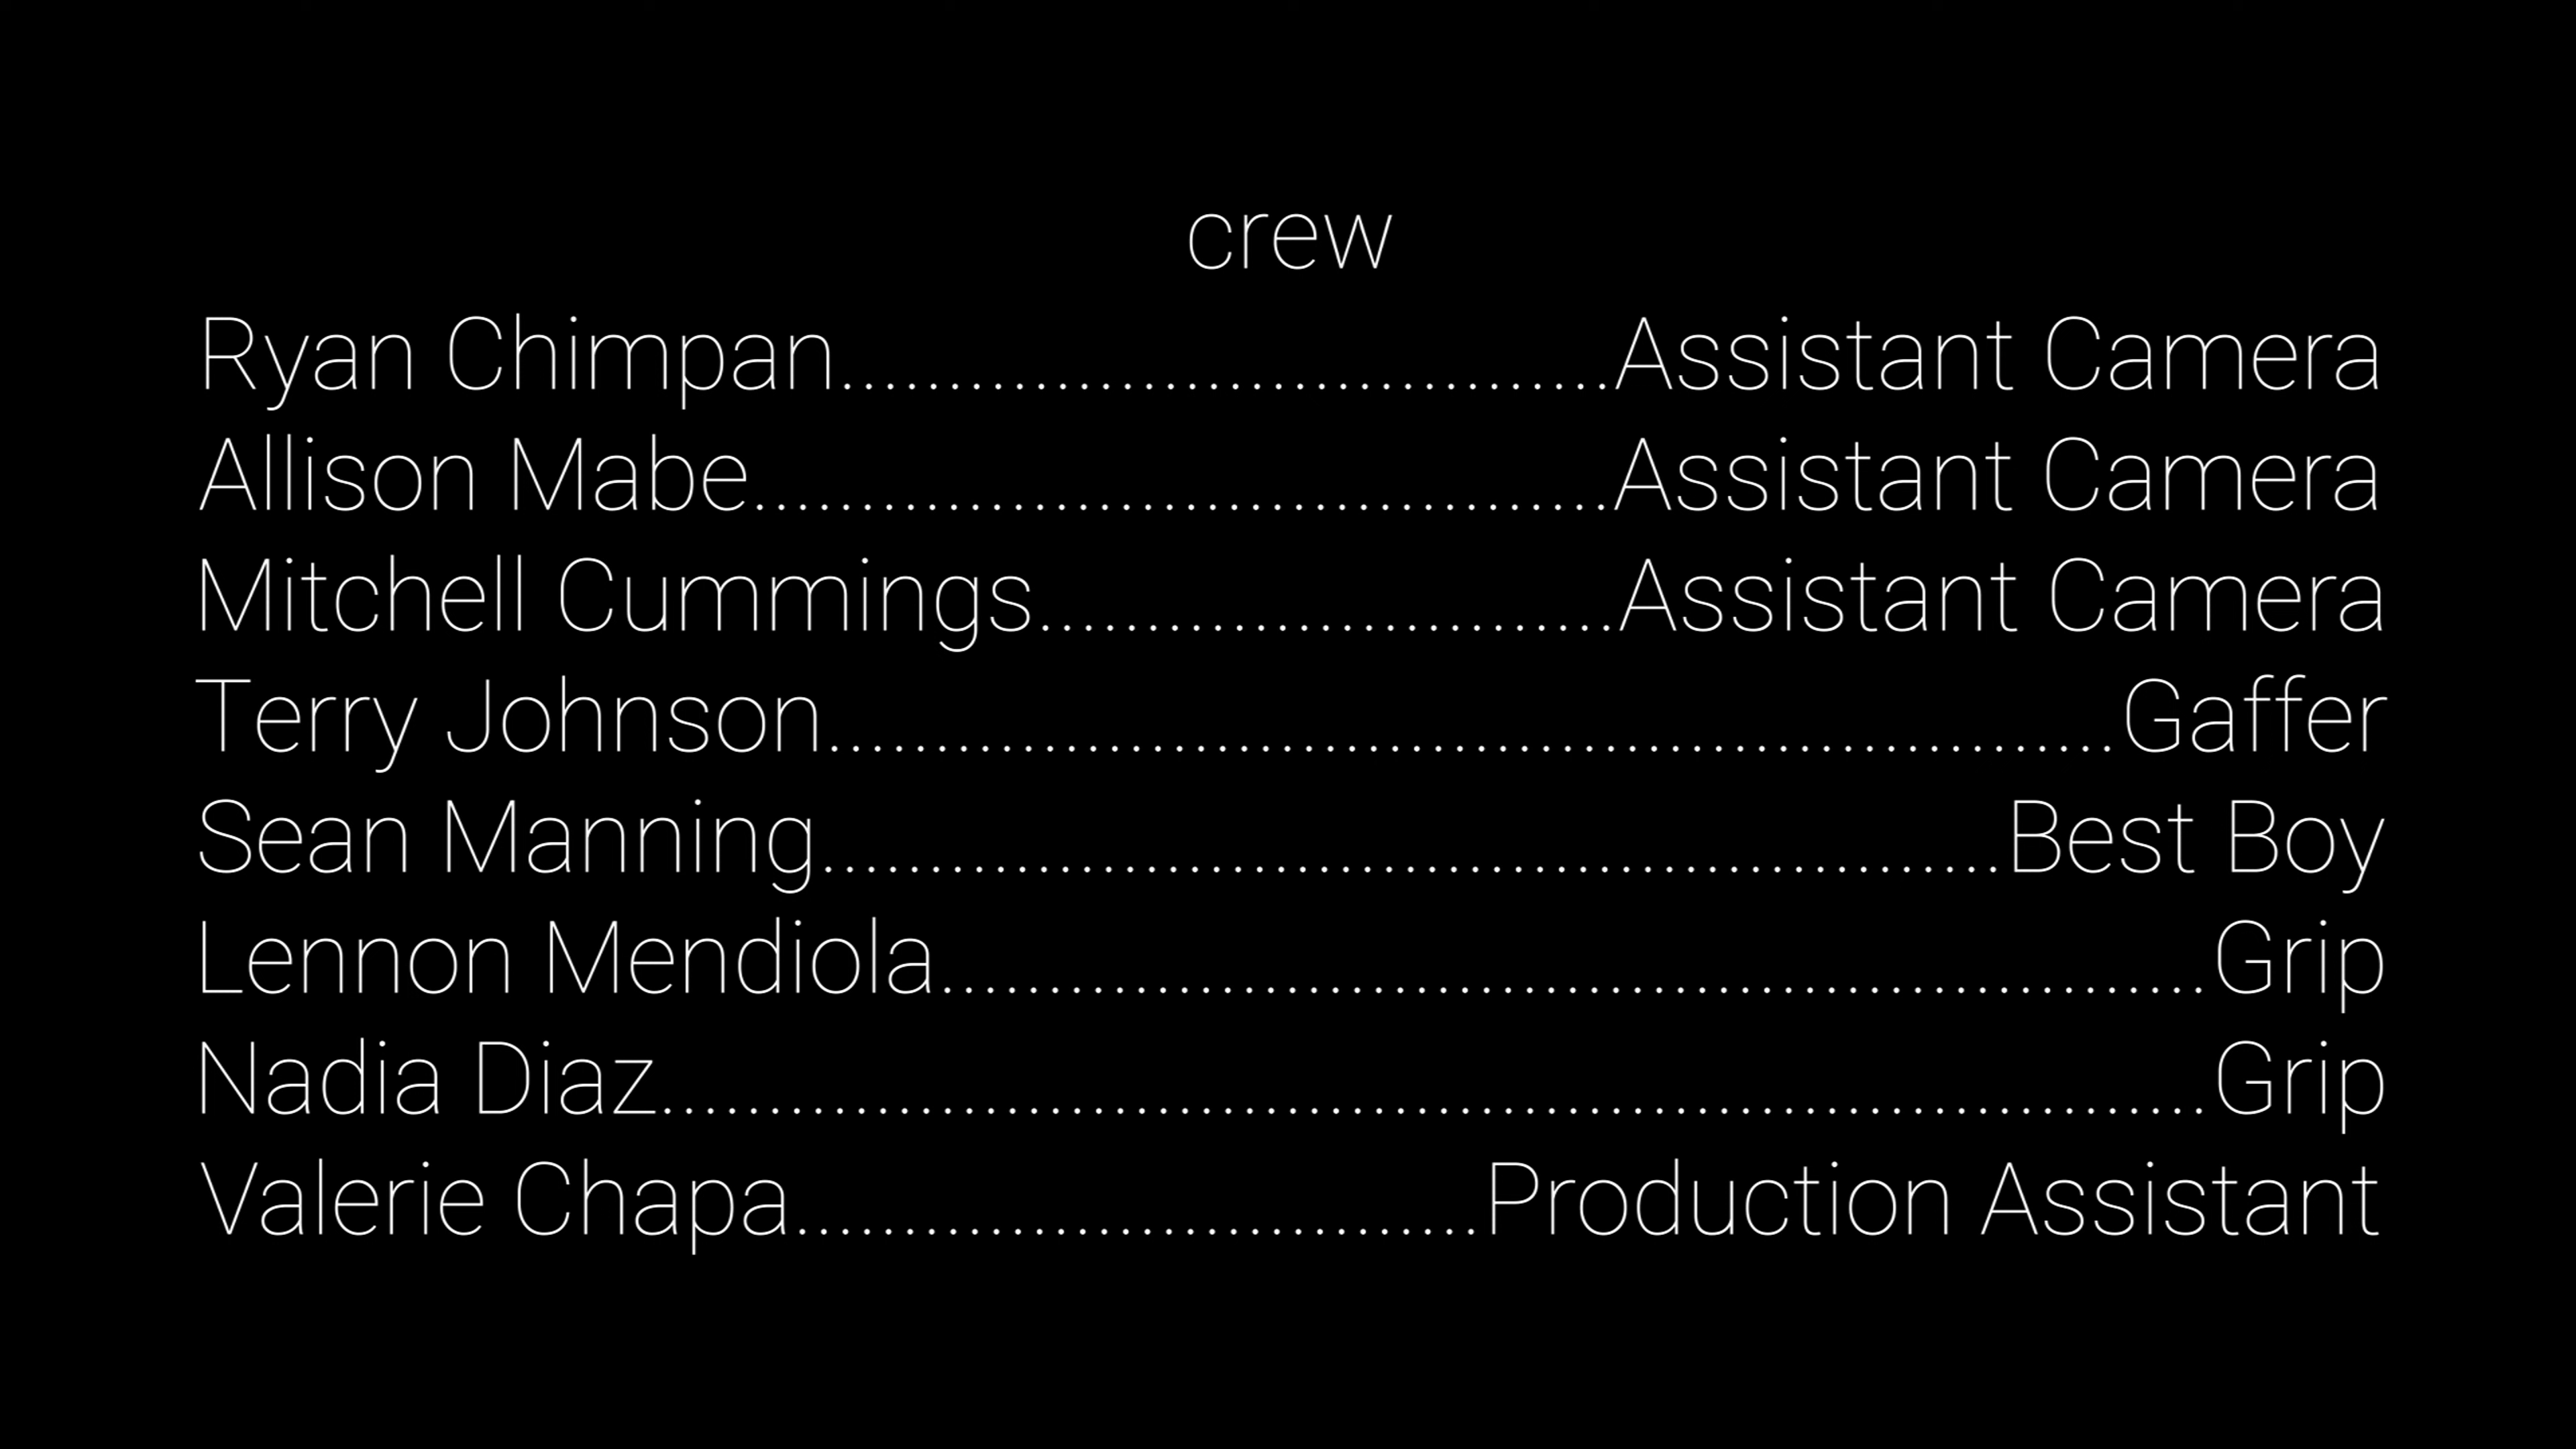 crew
Ryan Chimpan....................................Assistant Camera
Allison Mabe........................................Assistant Camera
Mitchell Cummings...........................Assistant Camera
Terry Johnson............................................................Gaffer
Sean Manning.......................................................Best Boy
Lennon Mendiola...........................................................Grip
Nadia Diaz........................................................................Grip
Valerie Chapa................................Production Assistant